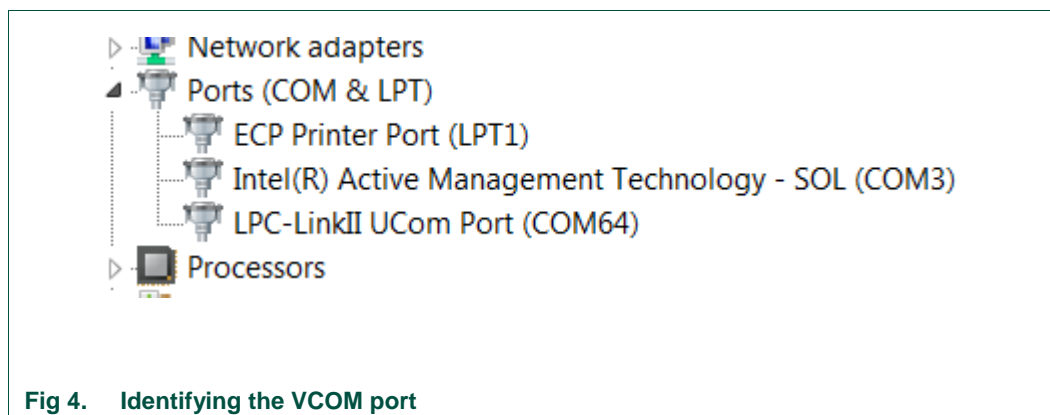 Network adapters
Ports (COM & LPT)
ECP Printer Port (LPT1)
Intel(R) Active Management Technology - SOL (COM3)
LPC-LinkII UCom Port (COM64)
Processors
Fig 4. Identifying the VCOM port